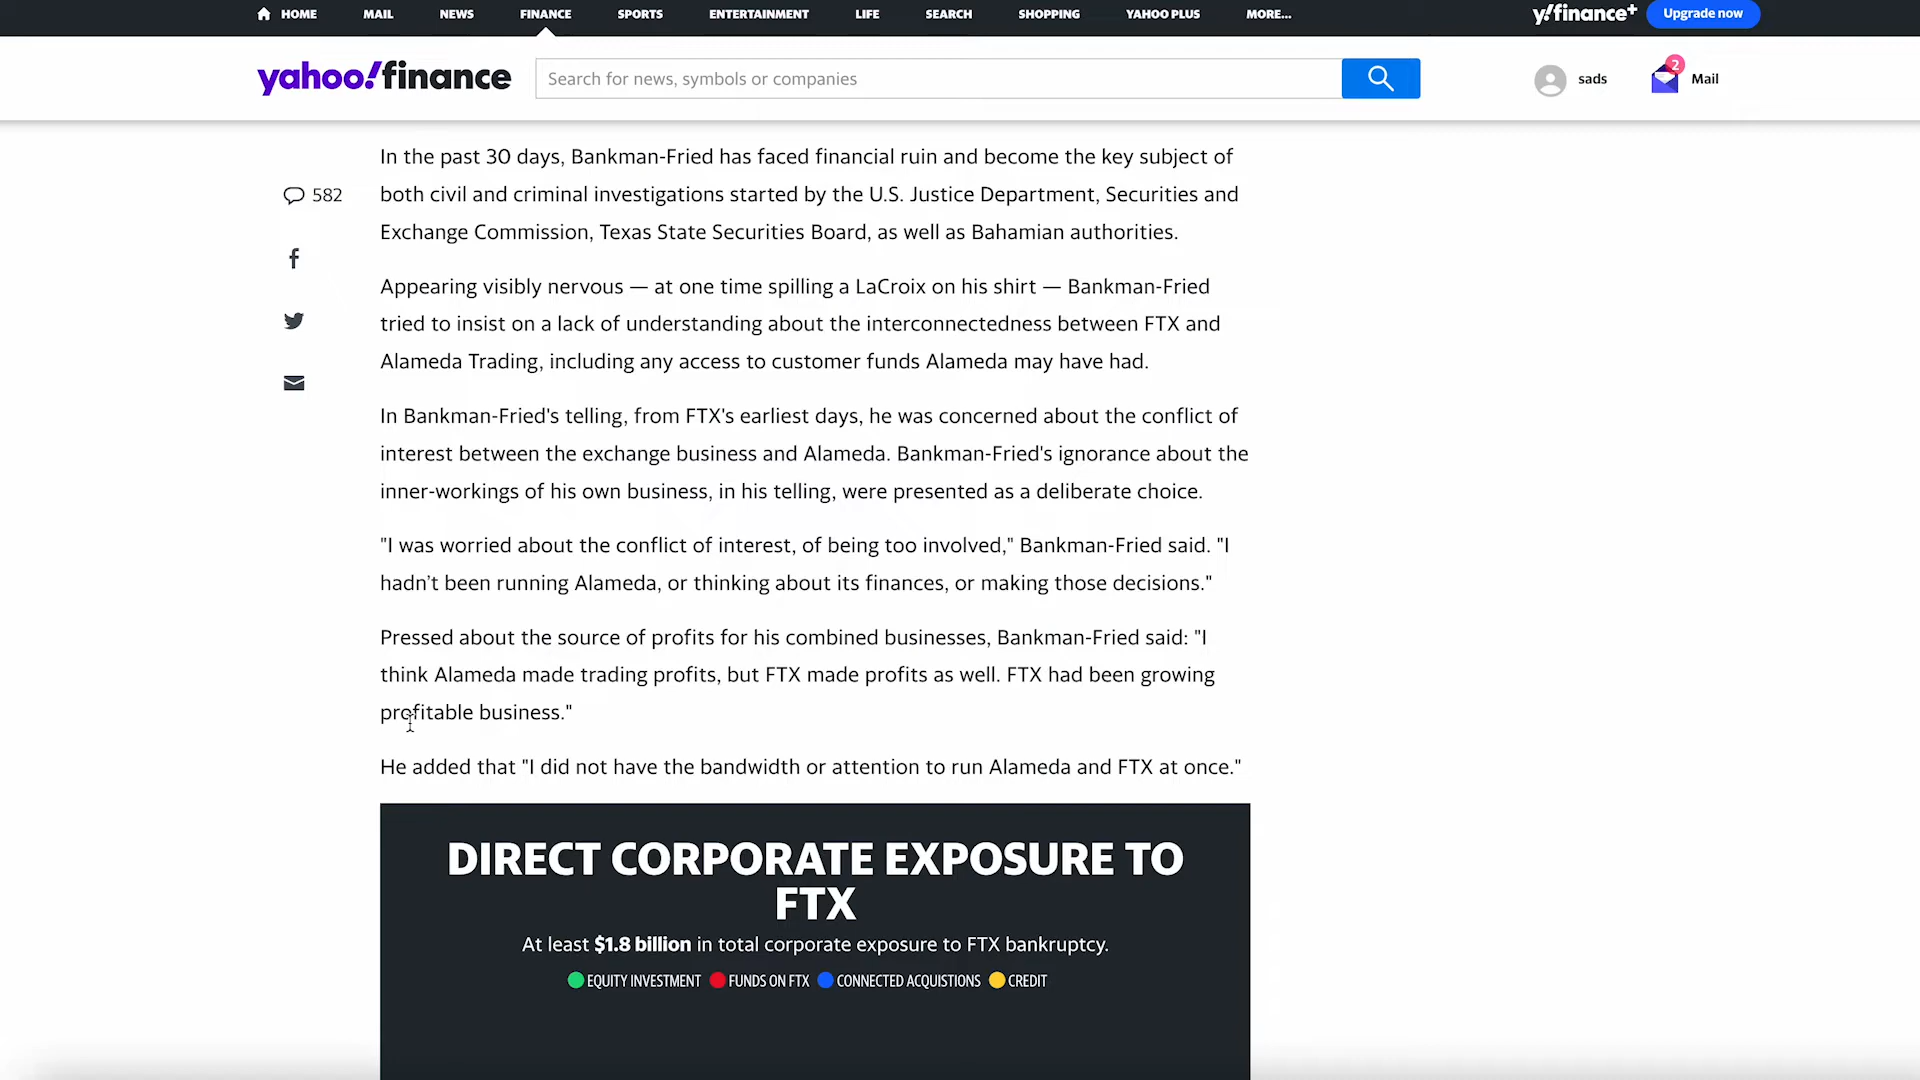 HOME MAIL NEWS FINANCE SPORTS ENTERTAINMENT LIFE SEARCH SHOPPING YAHOO PLUS MORE... y!finance+ Upgrade now
yahoo!finance Search for news, symbols or companies sads 2 Mail
In the past 30 days, Bankman-Fried has faced financial ruin and become the key subject of
582 both civil and criminal investigations started by the U.S. Justice Department, Securities and
Exchange Commission, Texas State Securities Board, as well as Bahamian authorities.
Appearing visibly nervous — at one time spilling a LaCroix on his shirt — Bankman-Fried
tried to insist on a lack of understanding about the interconnectedness between FTX and
Alameda Trading, including any access to customer funds Alameda may have had.
In Bankman-Fried's telling, from FTX's earliest days, he was concerned about the conflict of
interest between the exchange business and Alameda. Bankman-Fried's ignorance about the
inner-workings of his own business, in his telling, were presented as a deliberate choice.
"I was worried about the conflict of interest, of being too involved," Bankman-Fried said. "I
hadn’t been running Alameda, or thinking about its finances, or making those decisions."
Pressed about the source of profits for his combined businesses, Bankman-Fried said: "I
think Alameda made trading profits, but FTX made profits as well. FTX had been growing
profitable business."
He added that "I did not have the bandwidth or attention to run Alameda and FTX at once."
DIRECT CORPORATE EXPOSURE TO
FTX
At least $1.8 billion in total corporate exposure to FTX bankruptcy.
EQUITY INVESTMENT FUNDS ON FTX CONNECTED ACQUISTIONS CREDIT